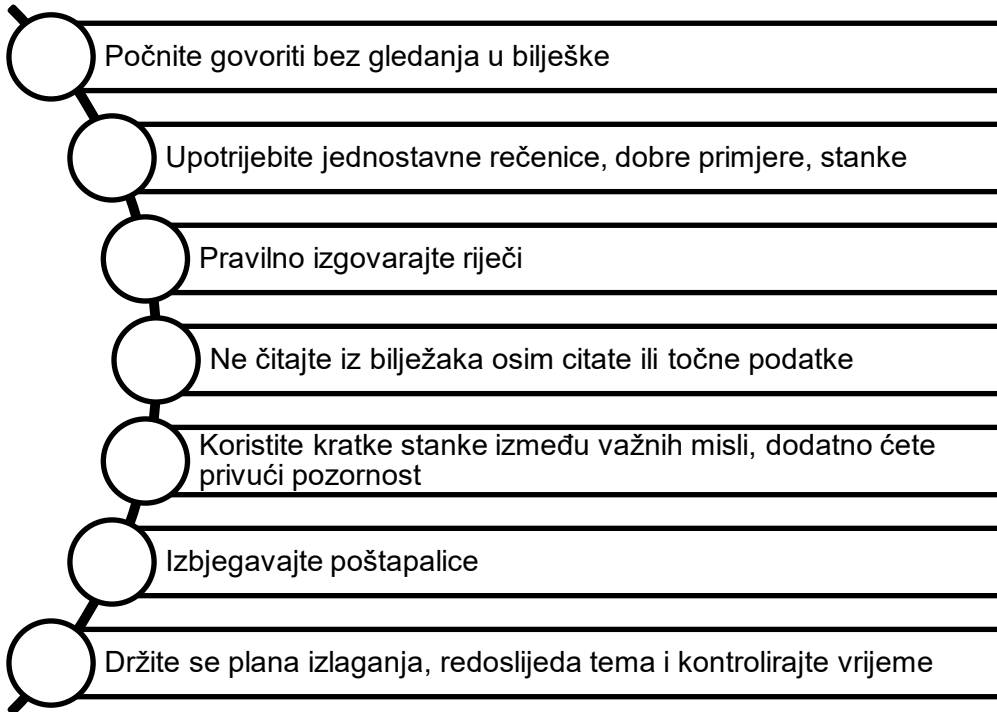 Počnite govoriti bez gledanja u bilješke
Upotrijebite jednostavne rečenice, dobre primjere, stanke
Pravilno izgovarajte riječi
Ne čitajte iz bilježaka osim citate ili točne podatke
Koristite kratke stanke između važnih misli, dodatno ćete
privući pozornost
Izbjegavajte poštapalice
Držite se plana izlaganja, redoslijeda tema i kontrolirajte vrijeme